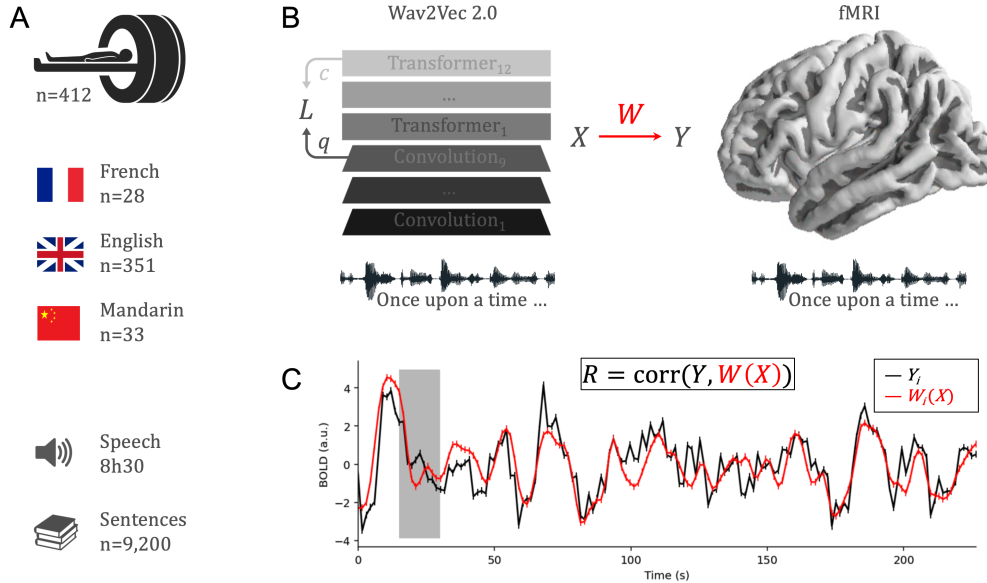 A
n=412
French
n=28
English
n=351
Mandarin
n=33
Speech
8h30
Sentences
n=9,200
B
Wav2Vec 2.0
fMRI
Transformer₁₂
c
...
L
Transformer₁
q
Convolution₉
...
Convolution₁
X
W
Y
Once upon a time ...
Once upon a time ...
C
R = corr(Y, W(X))
Yᵢ
Wᵢ(X)
BOLD (a.u.)
4
2
0
−2
−4
0
50
100
150
200
Time (s)